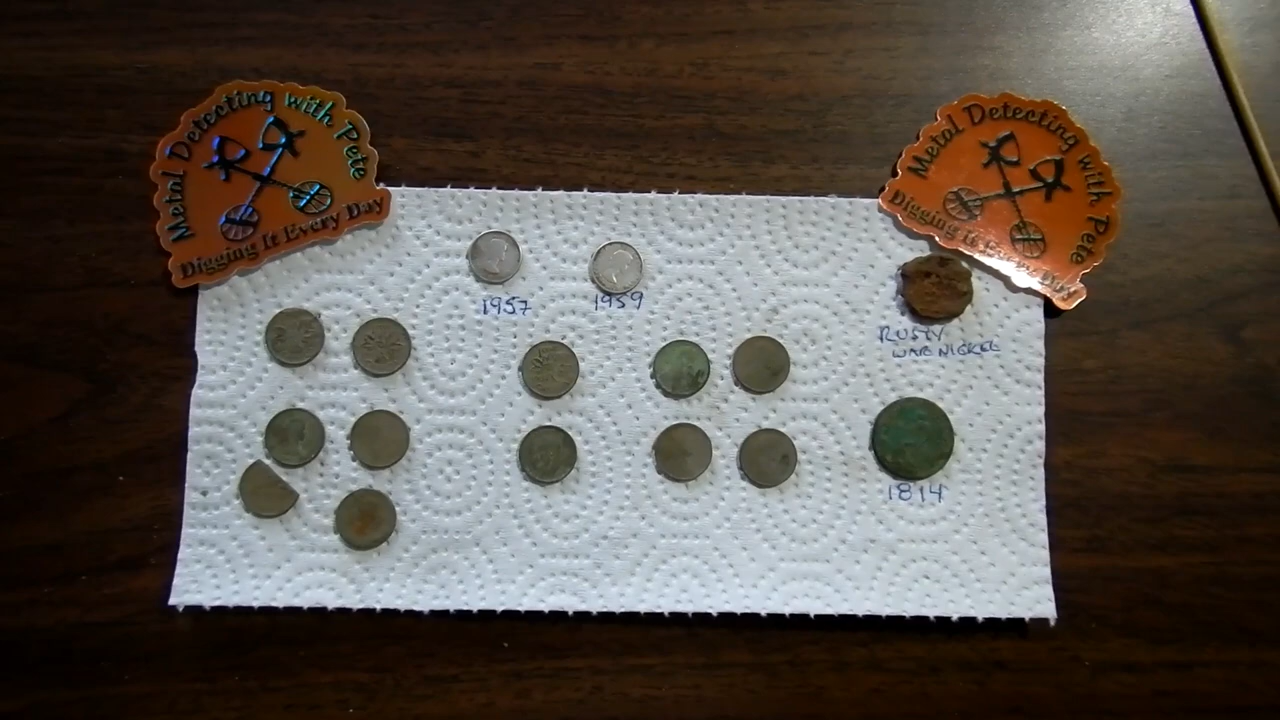 Metal Detecting with Pete
Digging It Every Day
Metal Detecting with Pete
Digging It Every Day
1957
1959
RUSTY
WAR NICKEL
1814